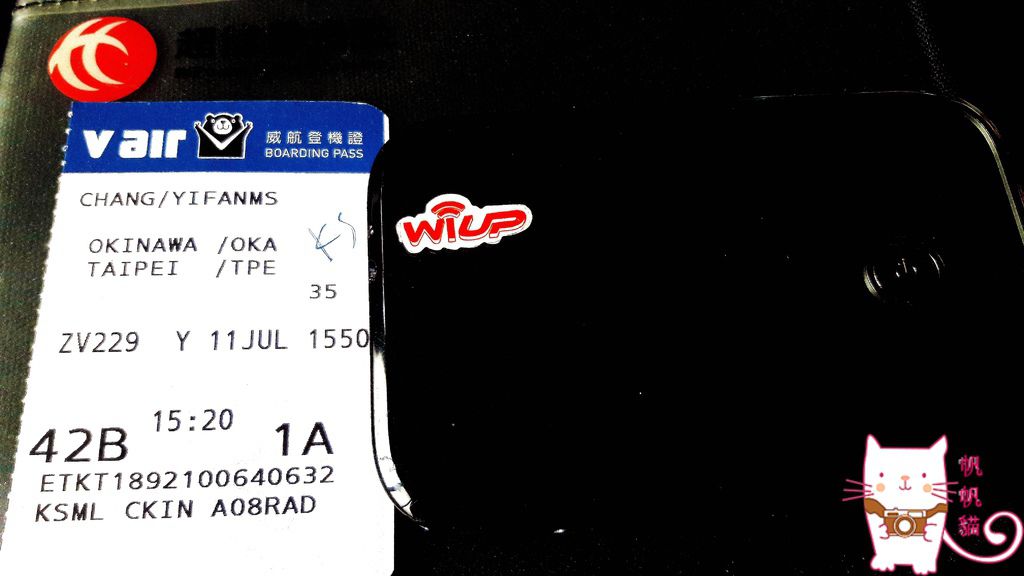 V air 威航登機證
BOARDING PASS
CHANG/YIFANMS
OKINAWA /OKA
TAIPEI /TPE
35
ZV229 Y 11JUL 1550
15:20
42B 1A
ETKT1892100640632
KSML CKIN A08RAD
WiUP
帆帆貓